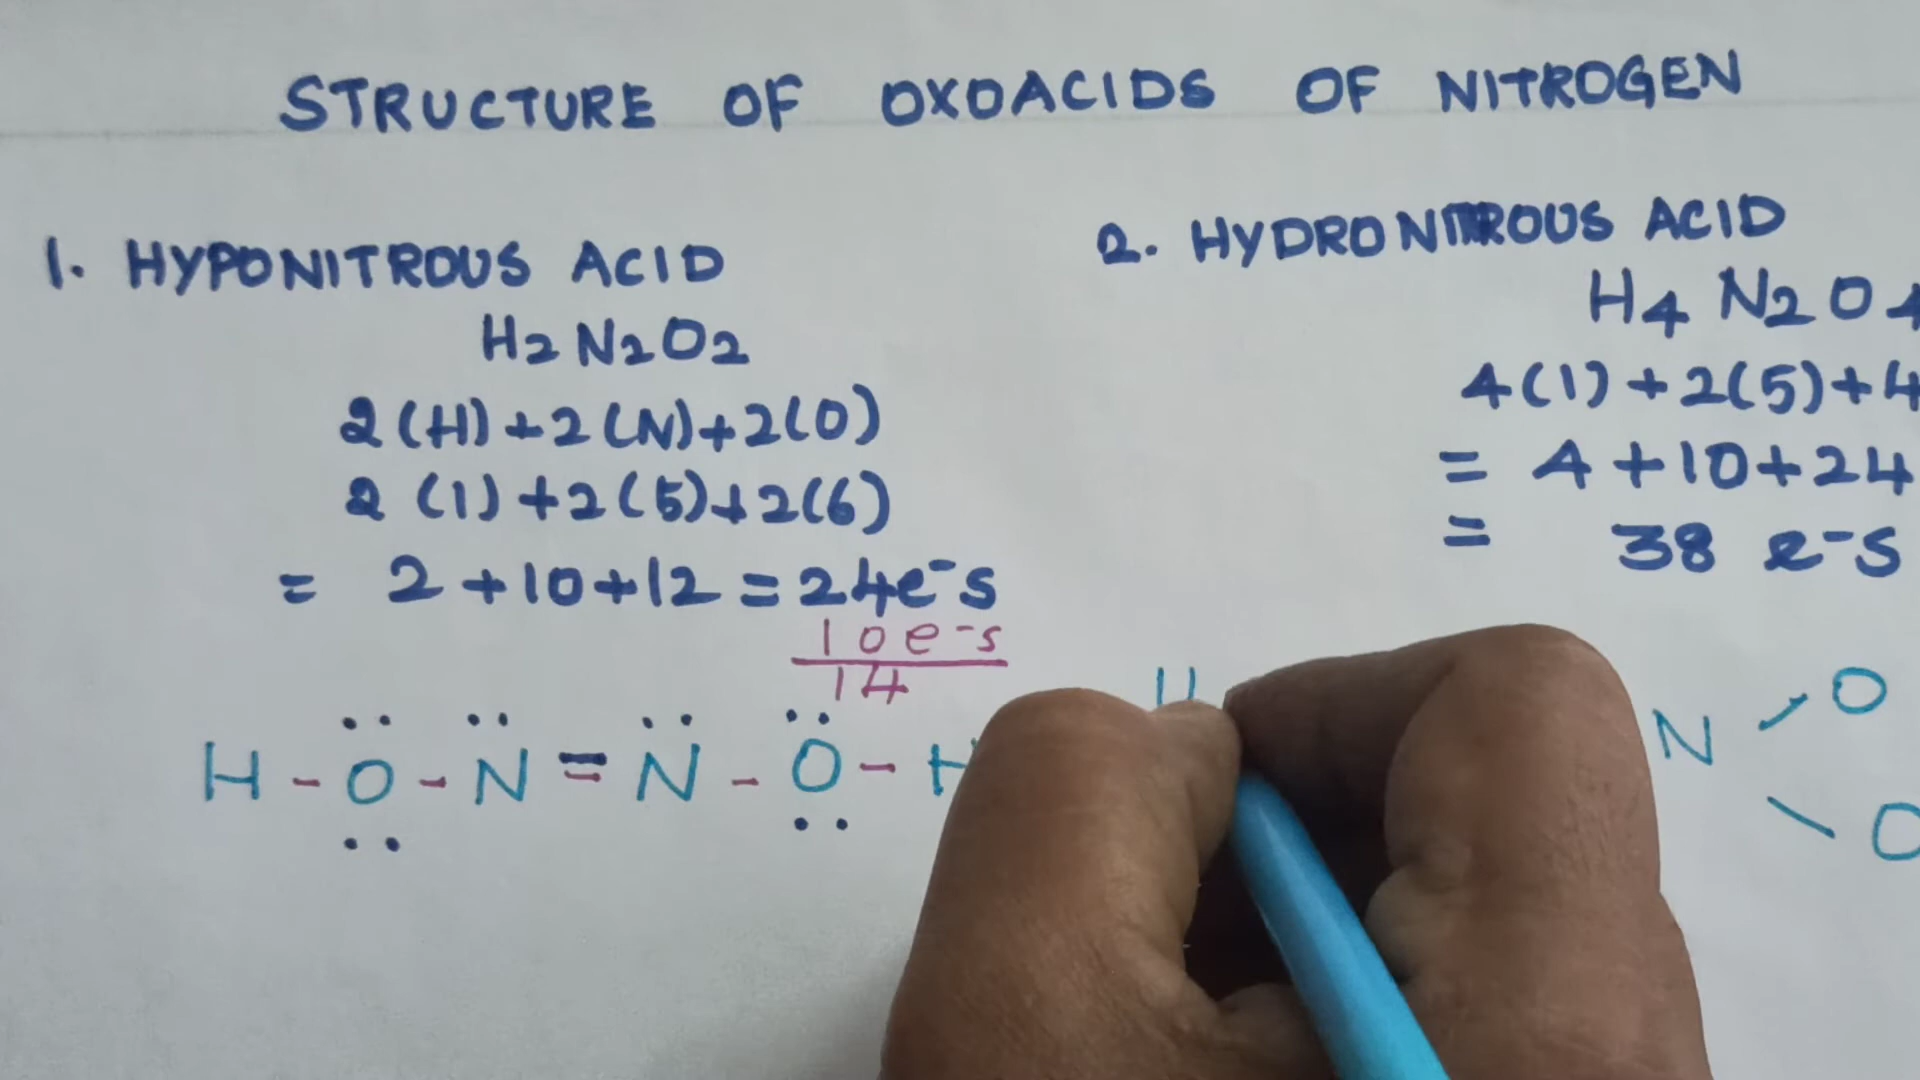 STRUCTURE OF OXOACIDS OF NITROGEN
1. HYPONITROUS ACID
H2N2O2
2(H)+2(N)+2(O)
2(1)+2(5)+2(6)
= 2+10+12=24e-s
10e-s
14
H-O-N=N-O-H
2. HYDRONITROUS ACID
H4N2O4
4(1)+2(5)+4
= 4+10+24
= 38 e-s
H
N
O
O